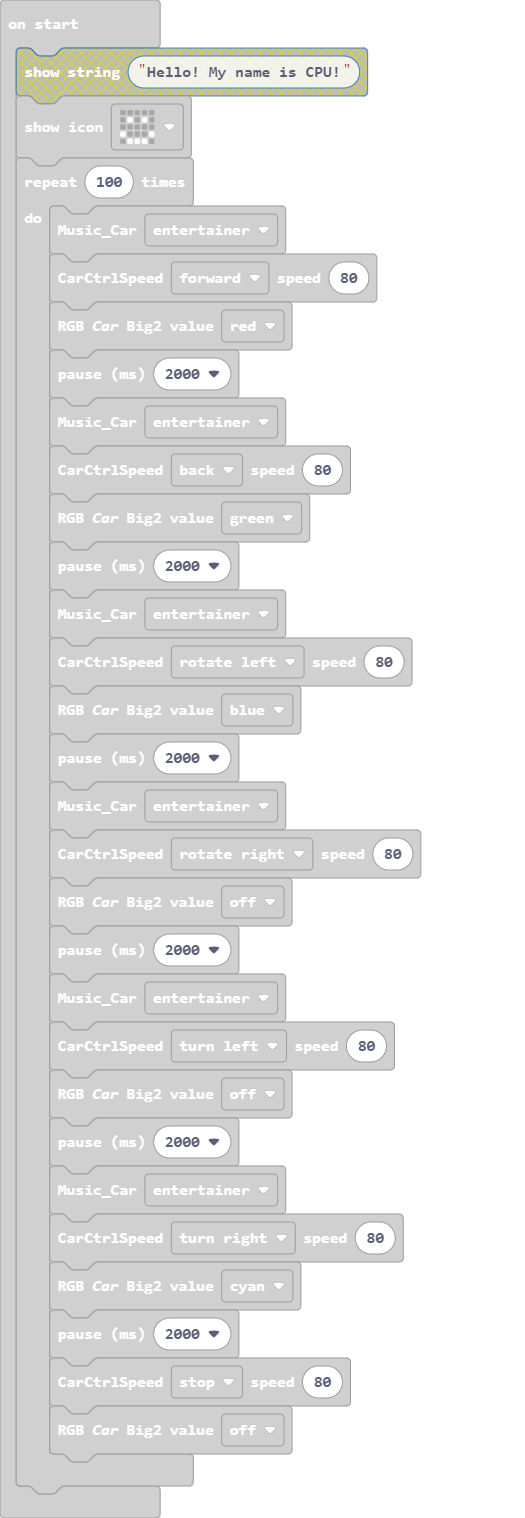 on start
show string "Hello! My name is CPU!"
show icon
repeat 100 times
do
Music_Car entertainer
CarCtrlSpeed forward speed 80
RGB Car Big2 value red
pause (ms) 2000
Music_Car entertainer
CarCtrlSpeed back speed 80
RGB Car Big2 value green
pause (ms) 2000
Music_Car entertainer
CarCtrlSpeed rotate left speed 80
RGB Car Big2 value blue
pause (ms) 2000
Music_Car entertainer
CarCtrlSpeed rotate right speed 80
RGB Car Big2 value off
pause (ms) 2000
Music_Car entertainer
CarCtrlSpeed turn left speed 80
RGB Car Big2 value off
pause (ms) 2000
Music_Car entertainer
CarCtrlSpeed turn right speed 80
RGB Car Big2 value cyan
pause (ms) 2000
CarCtrlSpeed stop speed 80
RGB Car Big2 value off